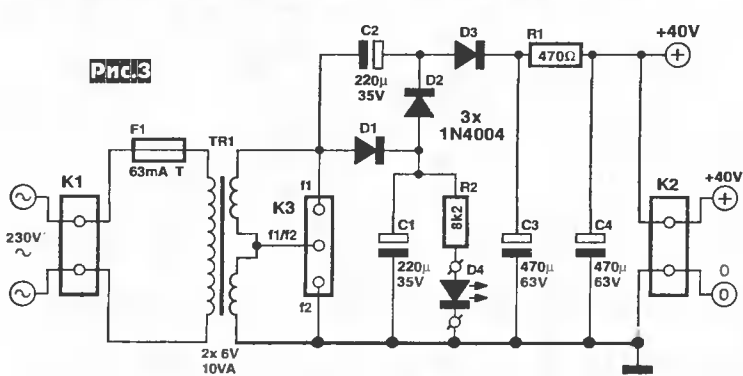 Рис.3
C2
D3
R1
+40V
470Ω
220µ
35V
D2
3x
1N4004
F1
TR1
D1
63mA T
K1
f1
R2
K2
+40V
K3
8k2
230V
~
f1/f2
C1
C3
C4
D4
220µ
35V
470µ
63V
470µ
63V
0
0
f2
2x 6V
10VA